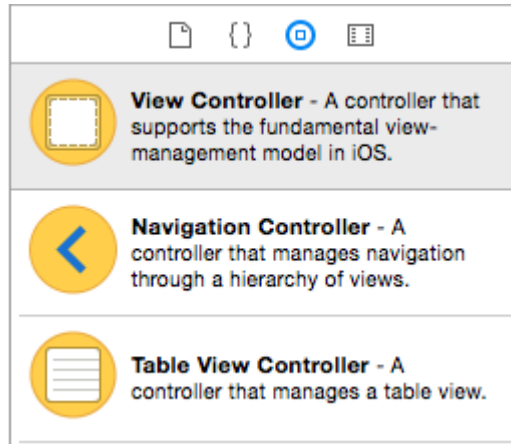 View Controller - A controller that
supports the fundamental view-
management model in iOS.
Navigation Controller - A
controller that manages navigation
through a hierarchy of views.
Table View Controller - A
controller that manages a table view.